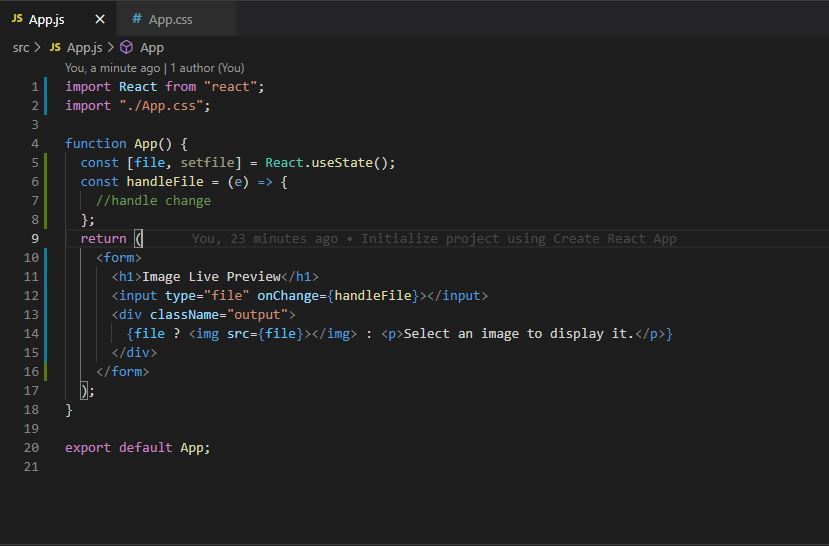 JS App.js × # App.css
src > JS App.js > App
You, a minute ago | 1 author (You)
1 import React from "react";
2 import "./App.css";
3
4 function App() {
5   const [file, setfile] = React.useState();
6   const handleFile = (e) => {
7     //handle change
8   };
9   return ( You, 23 minutes ago • Initialize project using Create React App
10     <form>
11       <h1>Image Live Preview</h1>
12       <input type="file" onChange={handleFile}></input>
13       <div className="output">
14         {file ? <img src={file}></img> : <p>Select an image to display it.</p>}
15       </div>
16     </form>
17   );
18 }
19
20 export default App;
21